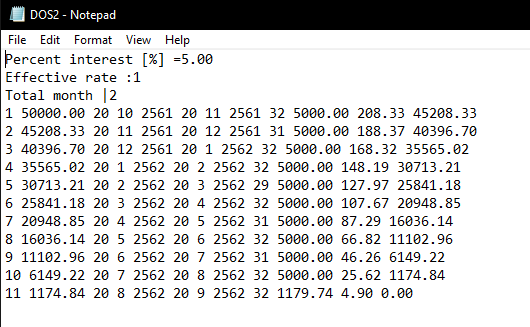 DOS2 - Notepad
File Edit Format View Help
Percent interest [%] =5.00
Effective rate :1
Total month |2
1 50000.00 20 10 2561 20 11 2561 32 5000.00 208.33 45208.33
2 45208.33 20 11 2561 20 12 2561 31 5000.00 188.37 40396.70
3 40396.70 20 12 2561 20 1 2562 32 5000.00 168.32 35565.02
4 35565.02 20 1 2562 20 2 2562 32 5000.00 148.19 30713.21
5 30713.21 20 2 2562 20 3 2562 29 5000.00 127.97 25841.18
6 25841.18 20 3 2562 20 4 2562 32 5000.00 107.67 20948.85
7 20948.85 20 4 2562 20 5 2562 31 5000.00 87.29 16036.14
8 16036.14 20 5 2562 20 6 2562 32 5000.00 66.82 11102.96
9 11102.96 20 6 2562 20 7 2562 31 5000.00 46.26 6149.22
10 6149.22 20 7 2562 20 8 2562 32 5000.00 25.62 1174.84
11 1174.84 20 8 2562 20 9 2562 32 1179.74 4.90 0.00